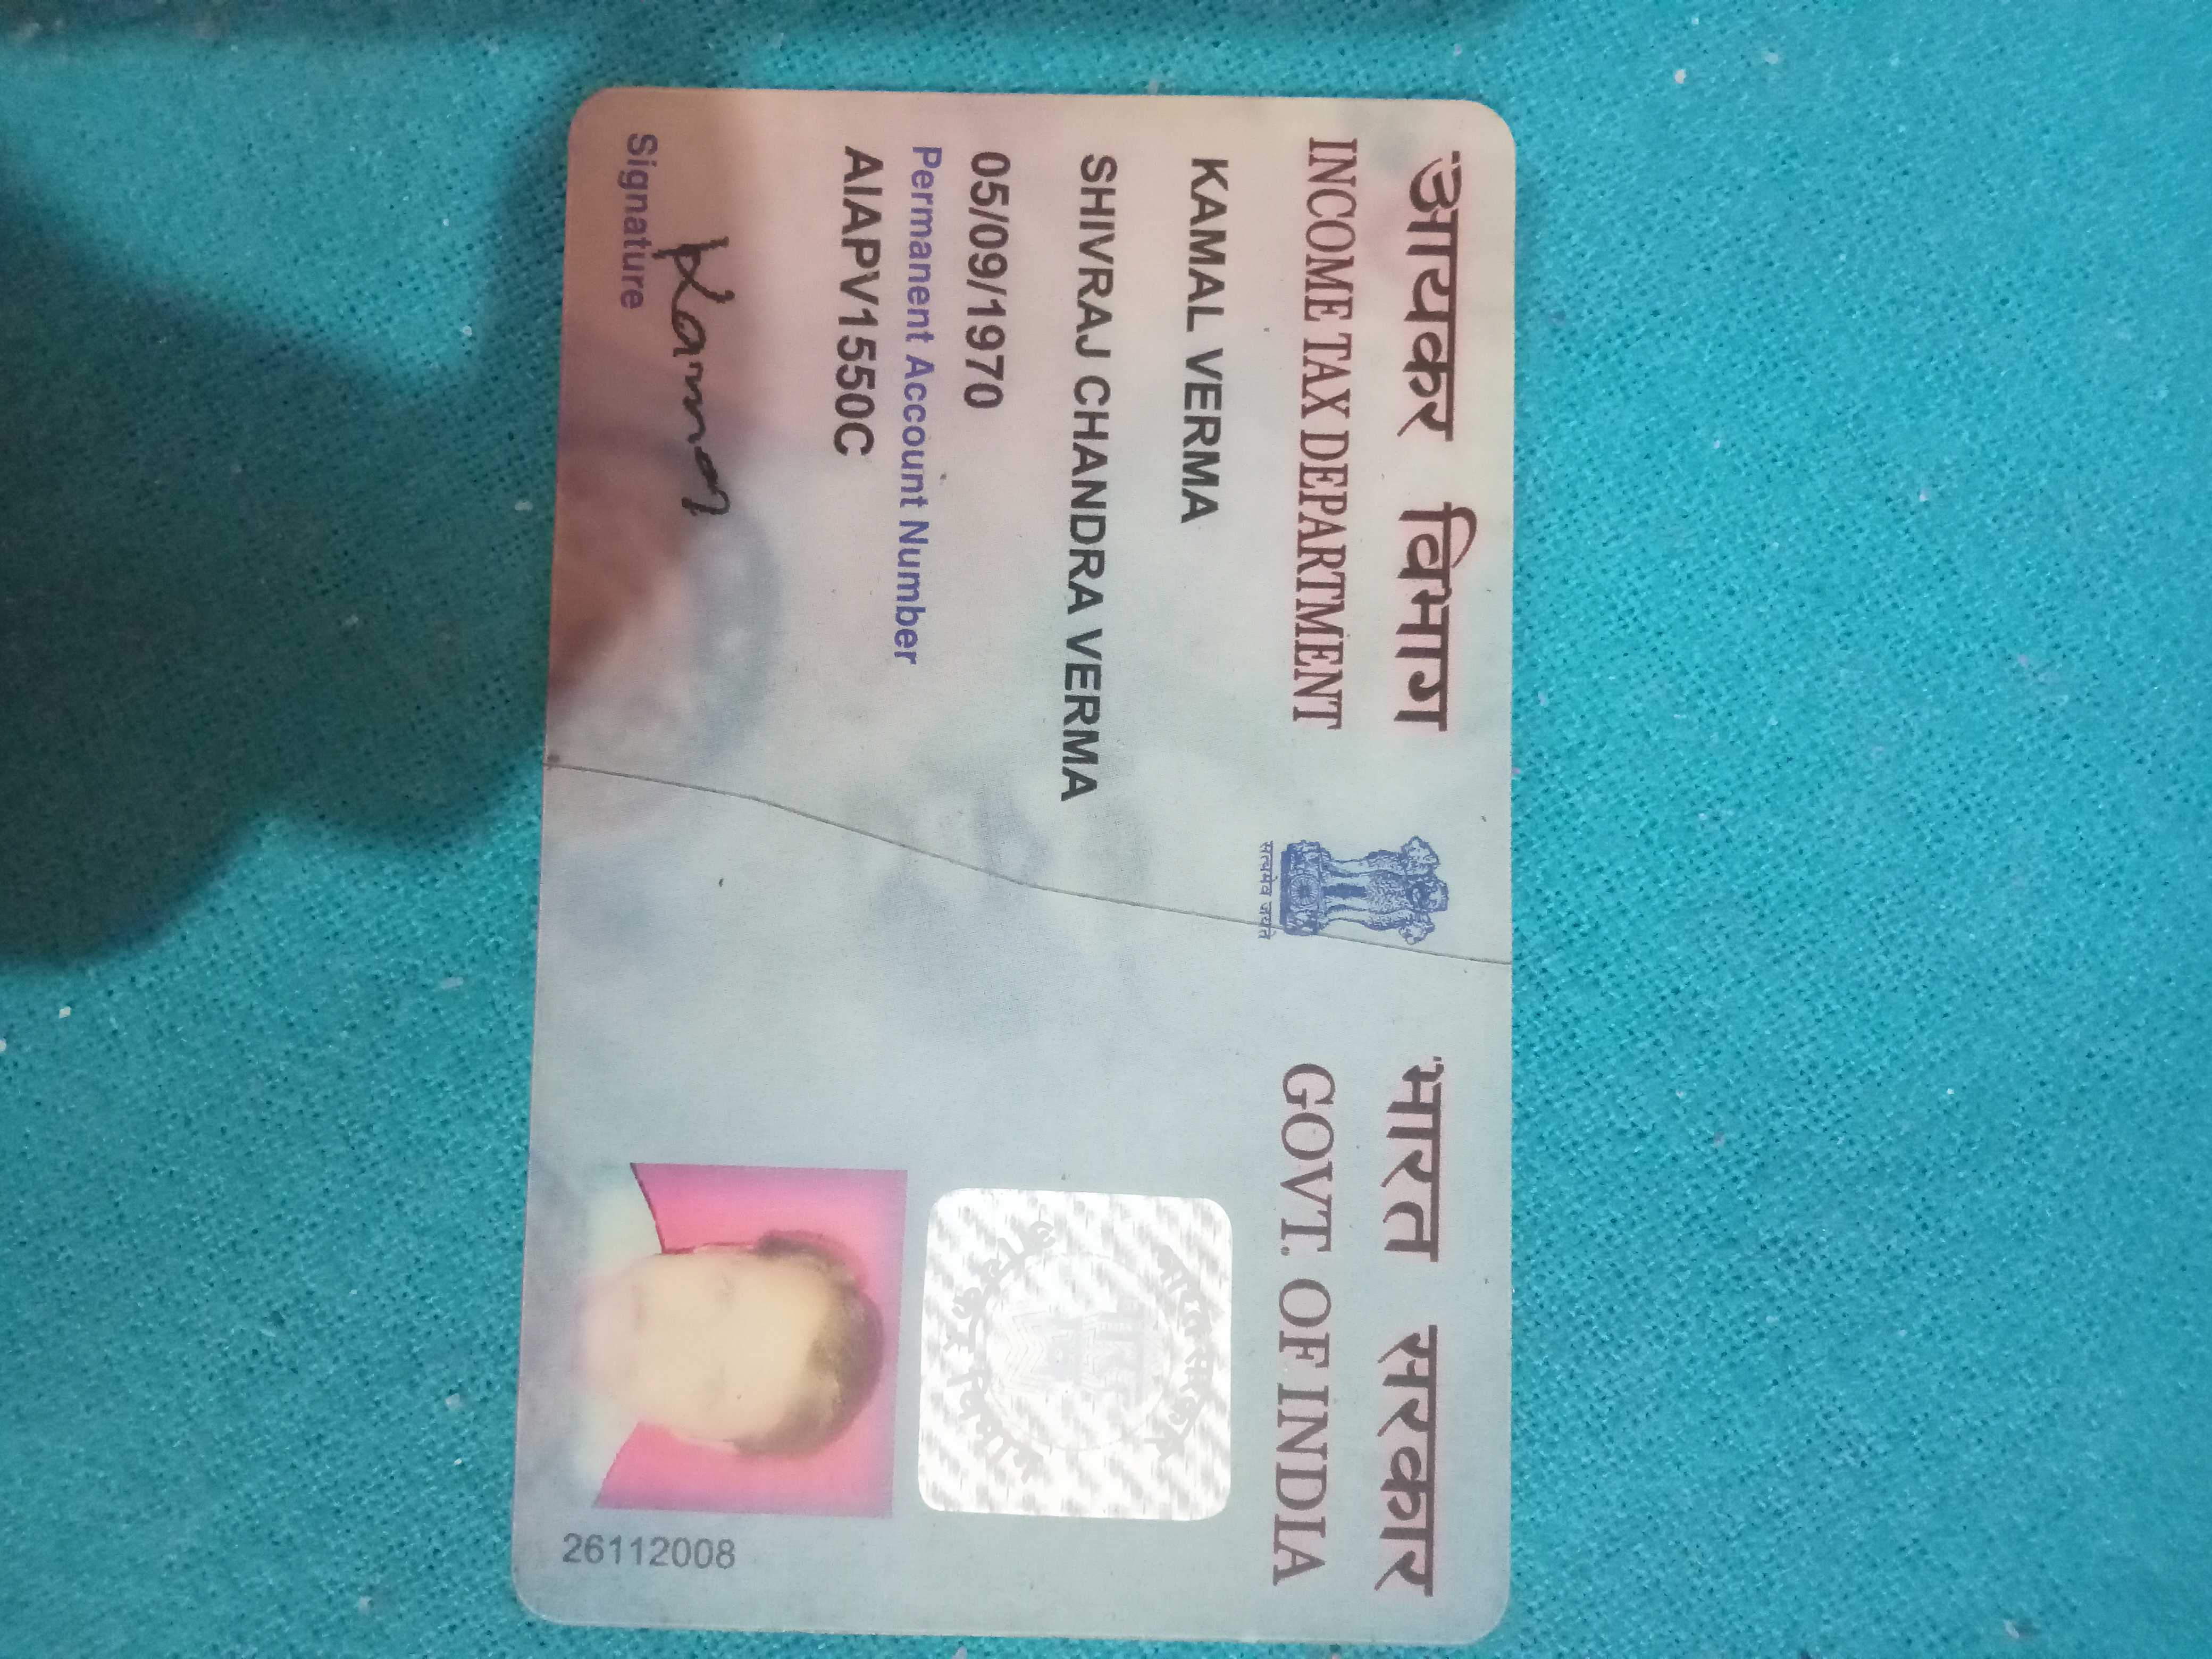 आयकर विभाग
INCOME TAX DEPARTMENT
सत्यमेव जयते
भारत सरकार
GOVT. OF INDIA
KAMAL VERMA
SHIVRAJ CHANDRA VERMA
05/09/1970
Permanent Account Number
AIAPV1550C
Kamal
Signature
26112008